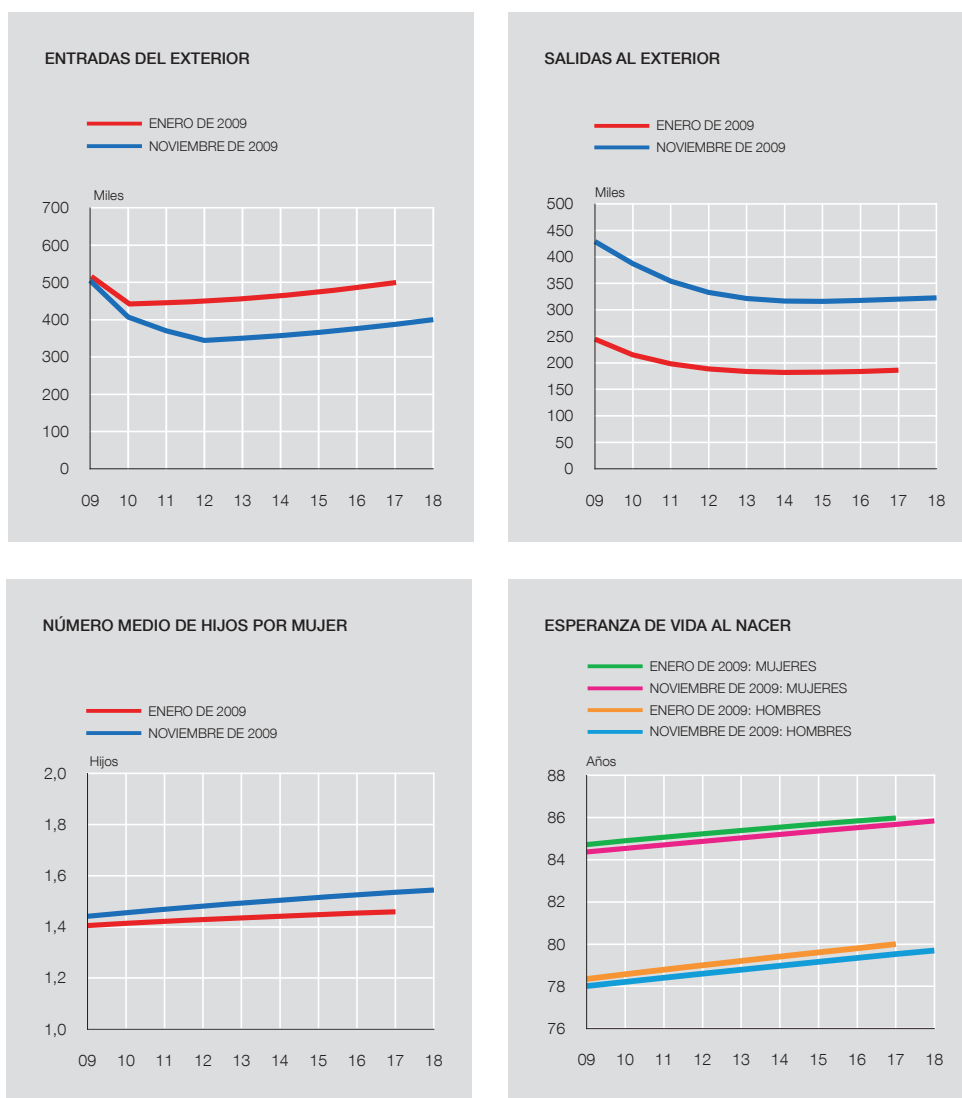 ENTRADAS DEL EXTERIOR
ENERO DE 2009
NOVIEMBRE DE 2009
Miles
700
600
500
400
300
200
100
0
09 10 11 12 13 14 15 16 17 18
SALIDAS AL EXTERIOR
ENERO DE 2009
NOVIEMBRE DE 2009
Miles
500
450
400
350
300
250
200
150
100
50
0
09 10 11 12 13 14 15 16 17 18
NÚMERO MEDIO DE HIJOS POR MUJER
ENERO DE 2009
NOVIEMBRE DE 2009
Hijos
2,0
1,8
1,6
1,4
1,2
1,0
09 10 11 12 13 14 15 16 17 18
ESPERANZA DE VIDA AL NACER
ENERO DE 2009: MUJERES
NOVIEMBRE DE 2009: MUJERES
ENERO DE 2009: HOMBRES
NOVIEMBRE DE 2009: HOMBRES
Años
88
86
84
82
80
78
76
09 10 11 12 13 14 15 16 17 18